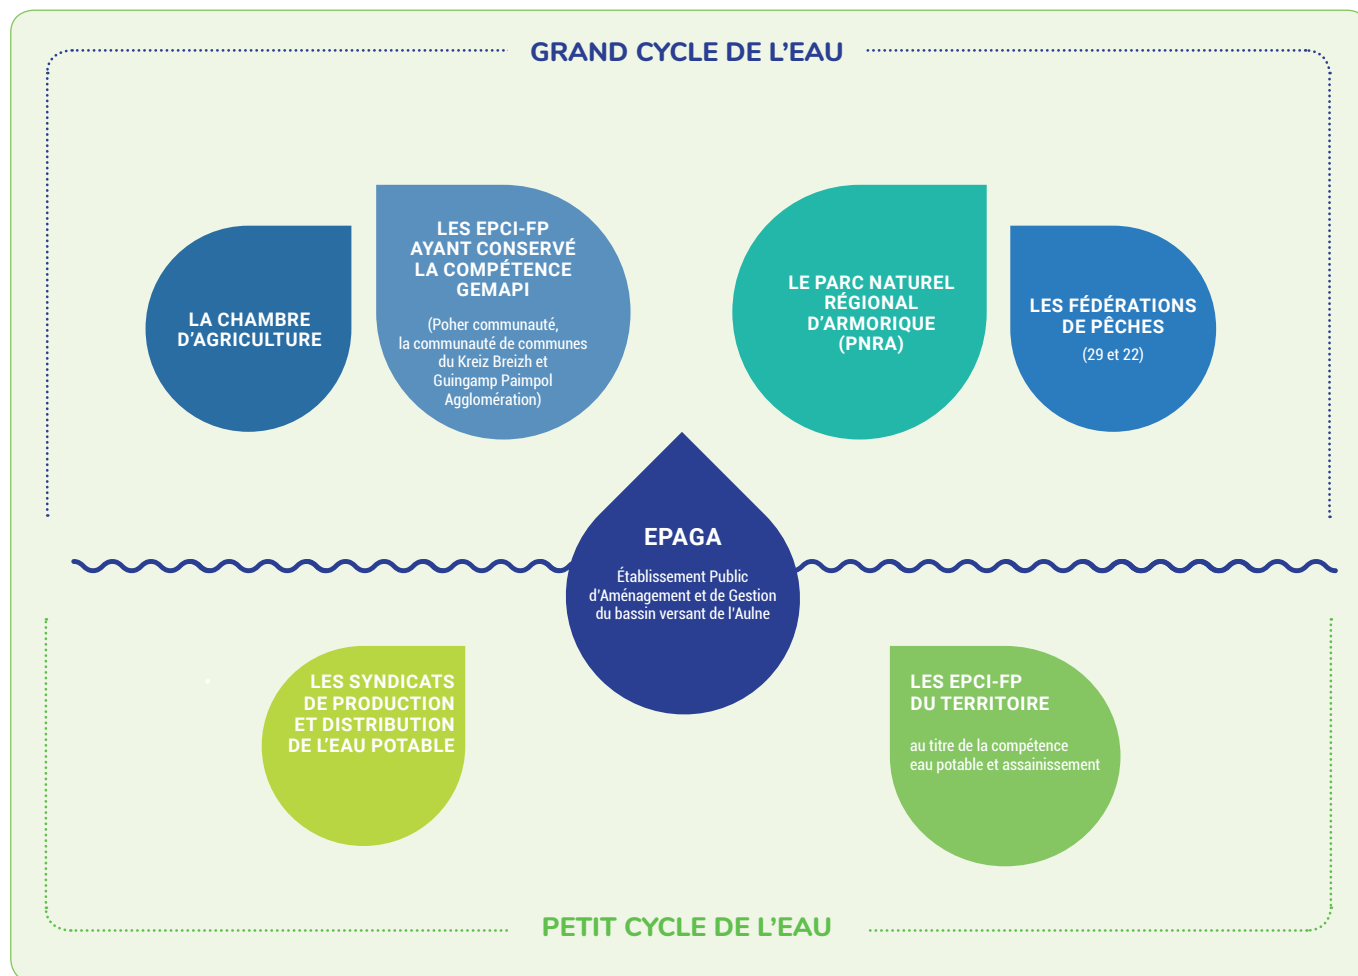 GRAND CYCLE DE L'EAU
LA CHAMBRE
D'AGRICULTURE
LES EPCI-FP
AYANT CONSERVÉ
LA COMPÉTENCE
GEMAPI
(Poher communauté,
la communauté de communes
du Kreiz Breizh et
Guingamp Paimpol
Agglomération)
LE PARC NATUREL
RÉGIONAL
D'ARMORIQUE
(PNRA)
LES FÉDÉRATIONS
DE PÊCHES
(29 et 22)
EPAGA
Établissement Public
d'Aménagement et de Gestion
du bassin versant de l'Aulne
LES SYNDICATS
DE PRODUCTION
ET DISTRIBUTION
DE L'EAU POTABLE
LES EPCI-FP
DU TERRITOIRE
au titre de la compétence
eau potable et assainissement
PETIT CYCLE DE L'EAU